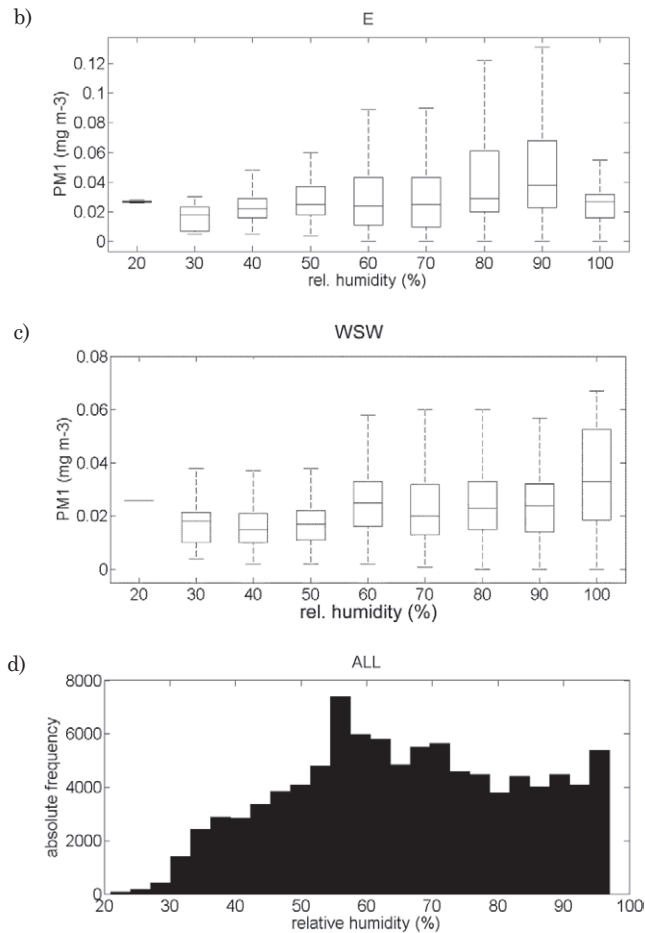 b)
E
0.12
0.1
0.08
0.06
0.04
0.02
0
PM1 (mg m-3)
20 30 40 50 60 70 80 90 100
rel. humidity (%)
c)
WSW
0.08
0.06
0.04
0.02
0
PM1 (mg m-3)
20 30 40 50 60 70 80 90 100
rel. humidity (%)
d)
ALL
8000
6000
4000
2000
0
absolute frequency
20 30 40 50 60 70 80 90 100
relative humidity (%)